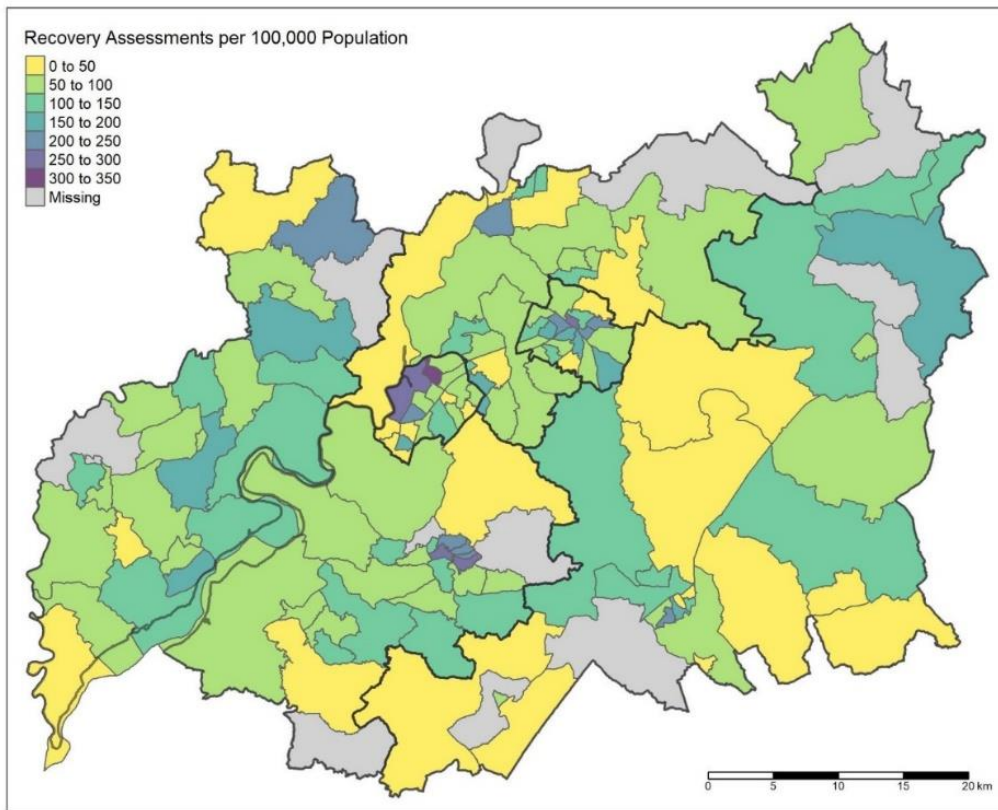 Recovery Assessments per 100,000 Population
0 to 50
50 to 100
100 to 150
150 to 200
200 to 250
250 to 300
300 to 350
Missing
0 5 10 15 20 km